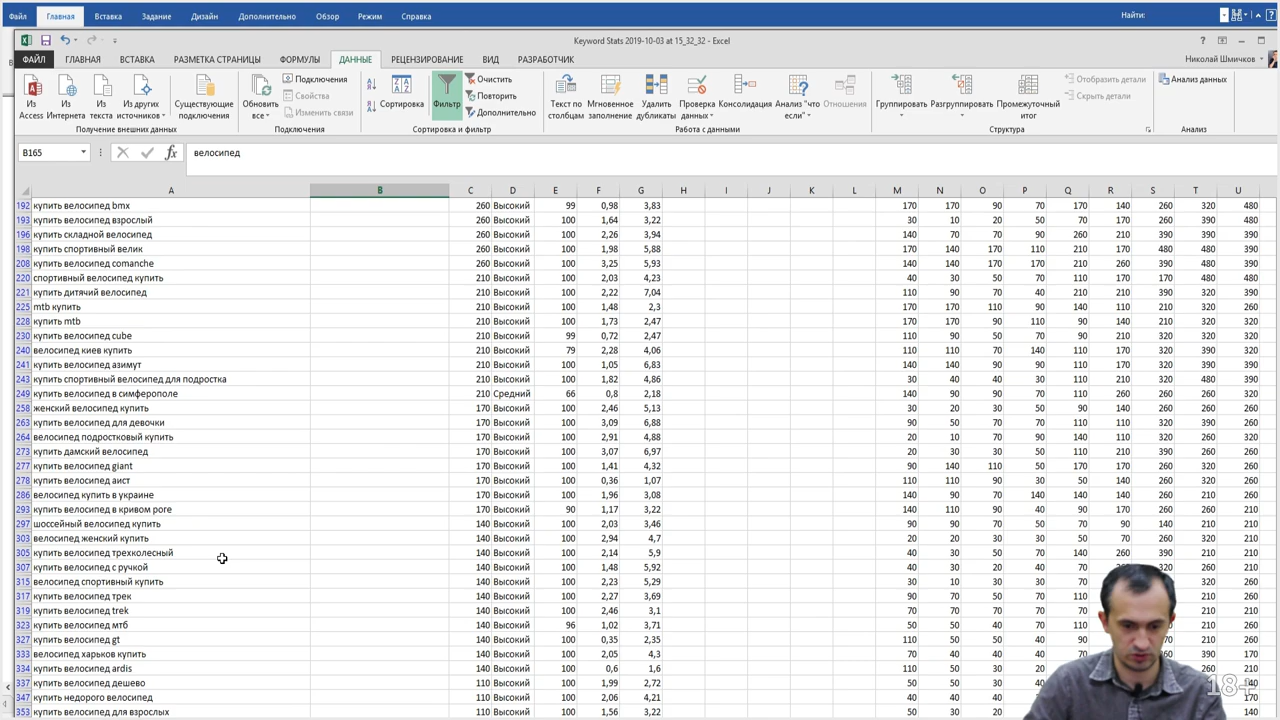 Файл Главная Вставка Задание Дизайн Дополнительно Обзор Режим Справка Найти:
Keyword Stats 2019-10-03 at 15_32_32 - Excel
ФАЙЛ ГЛАВНАЯ ВСТАВКА РАЗМЕТКА СТРАНИЦЫ ФОРМУЛЫ ДАННЫЕ РЕЦЕНЗИРОВАНИЕ ВИД РАЗРАБОТЧИК Николай Шмичков
Из Access
Из Интернета
Из текста
Из других источников
Существующие подключения
Обновить все
Подключения
Свойства
Изменить связи
Сортировка
Фильтр
Очистить
Повторить
Дополнительно
Текст по столбцам
Мгновенное заполнение
Удалить дубликаты
Проверка данных
Консолидация
Анализ "что если"
Отношения
Группировать
Разгруппировать
Промежуточный итог
Отобразить детали
Скрыть детали
Анализ данных
Получение внешних данных Подключения Сортировка и фильтр Работа с данными Структура Анализ
B165 fx велосипед
A B C D E F G H I J K L M N O P Q R S T U
192 купить велосипед bmx 260 Высокий 99 0,98 3,83 170 170 90 70 170 140 260 320 480
193 купить велосипед взрослый 260 Высокий 100 1,64 3,22 30 10 20 50 70 90 260 390 480
196 купить складной велосипед 260 Высокий 100 2,26 3,94 140 70 70 90 260 210 390 390 390
198 купить спортивный велик 260 Высокий 100 1,98 5,88 170 140 170 110 210 170 480 480 390
208 купить велосипед comanche 260 Высокий 100 3,25 5,93 140 140 170 170 210 260 390 320 390
220 спортивный велосипед купить 210 Высокий 100 2,03 4,23 40 30 50 70 110 170 170 480 480
221 купить дитячий велосипед 210 Высокий 100 2,22 7,04 110 90 70 40 210 210 390 320 390
225 mtb купить 210 Высокий 100 1,48 2,3 170 170 110 90 140 110 210 320 260
228 купить mtb 210 Высокий 100 1,73 2,47 170 170 90 110 90 140 210 320 320
230 купить велосипед cube 210 Высокий 99 0,72 2,47 110 90 50 70 90 210 320 320 320
240 велосипед киев купить 210 Высокий 79 2,28 4,06 110 110 70 140 110 210 320 390 320
241 купить велосипед азимут 210 Высокий 100 1,05 6,83 140 140 90 90 110 170 320 390 320
243 купить спортивный велосипед для подростка 210 Высокий 100 1,82 4,86 30 40 40 30 110 210 320 480 390
249 купить велосипед в симферополе 210 Средний 66 0,8 2,18 140 70 40 90 90 140 260 260 390
258 женский велосипед купить 170 Высокий 100 2,46 5,13 30 20 30 50 90 140 260 260 320
263 купить велосипед для девочки 170 Высокий 100 3,09 6,88 90 50 70 70 110 110 320 320 260
264 велосипед подростковый купить 170 Высокий 100 2,91 4,88 20 10 70 90 140 110 320 320 260
273 купить дамский велосипед 170 Высокий 100 3,07 6,97 20 30 30 50 110 210 390 320 260
277 купить велосипед giant 170 Высокий 100 1,41 4,32 90 140 110 50 170 170 260 320 260
278 купить велосипед аист 170 Высокий 100 0,36 1,07 110 110 90 30 70 110 260 320 260
286 велосипед купить в украине 170 Высокий 100 1,96 3,08 140 90 70 140 140 110 260 210 260
293 купить велосипед в кривом роге 170 Высокий 90 1,17 3,22 140 110 90 40 70 140 260 260 260
297 шоссейный велосипед купить 140 Высокий 100 2,03 3,46 90 90 70 50 70 90 140 210 210
303 велосипед женский купить 140 Высокий 100 2,94 4,7 20 20 30 30 50 90 320 260 210
305 купить велосипед трехколесный 140 Высокий 100 2,14 5,9 40 30 50 70 140 260 390 210 210
307 купить велосипед с ручкой 140 Высокий 100 1,48 5,92 40 30 40 40 70 210 210
315 велосипед спортивный купить 140 Высокий 100 2,23 5,29 30 10 30 50 70 320 260
317 купить велосипед трек 140 Высокий 100 2,27 3,69 90 70 50 40 70 210 210
319 купить велосипед trek 140 Высокий 100 2,46 3,1 70 70 70 70 90 260 210
323 купить велосипед мтб 140 Высокий 96 1,02 3,71 50 50 40 70 110 260 210
327 купить велосипед gt 140 Высокий 100 0,35 2,35 110 50 50 40 90 210 260
333 велосипед харьков купить 140 Высокий 100 2,05 4,3 70 40 40 70 90 390 170
334 купить велосипед ardis 140 Высокий 100 0,6 1,6 110 50 30 20 40 260 210
337 купить велосипед дешево 110 Высокий 100 1,99 2,72 50 50 30 40 40
347 купить недорого велосипед 110 Высокий 100 2,06 4,21 40 40 50 40 70 170
353 купить велосипед для взрослых 110 Высокий 100 1,56 3,22 50 30 20 140
18+